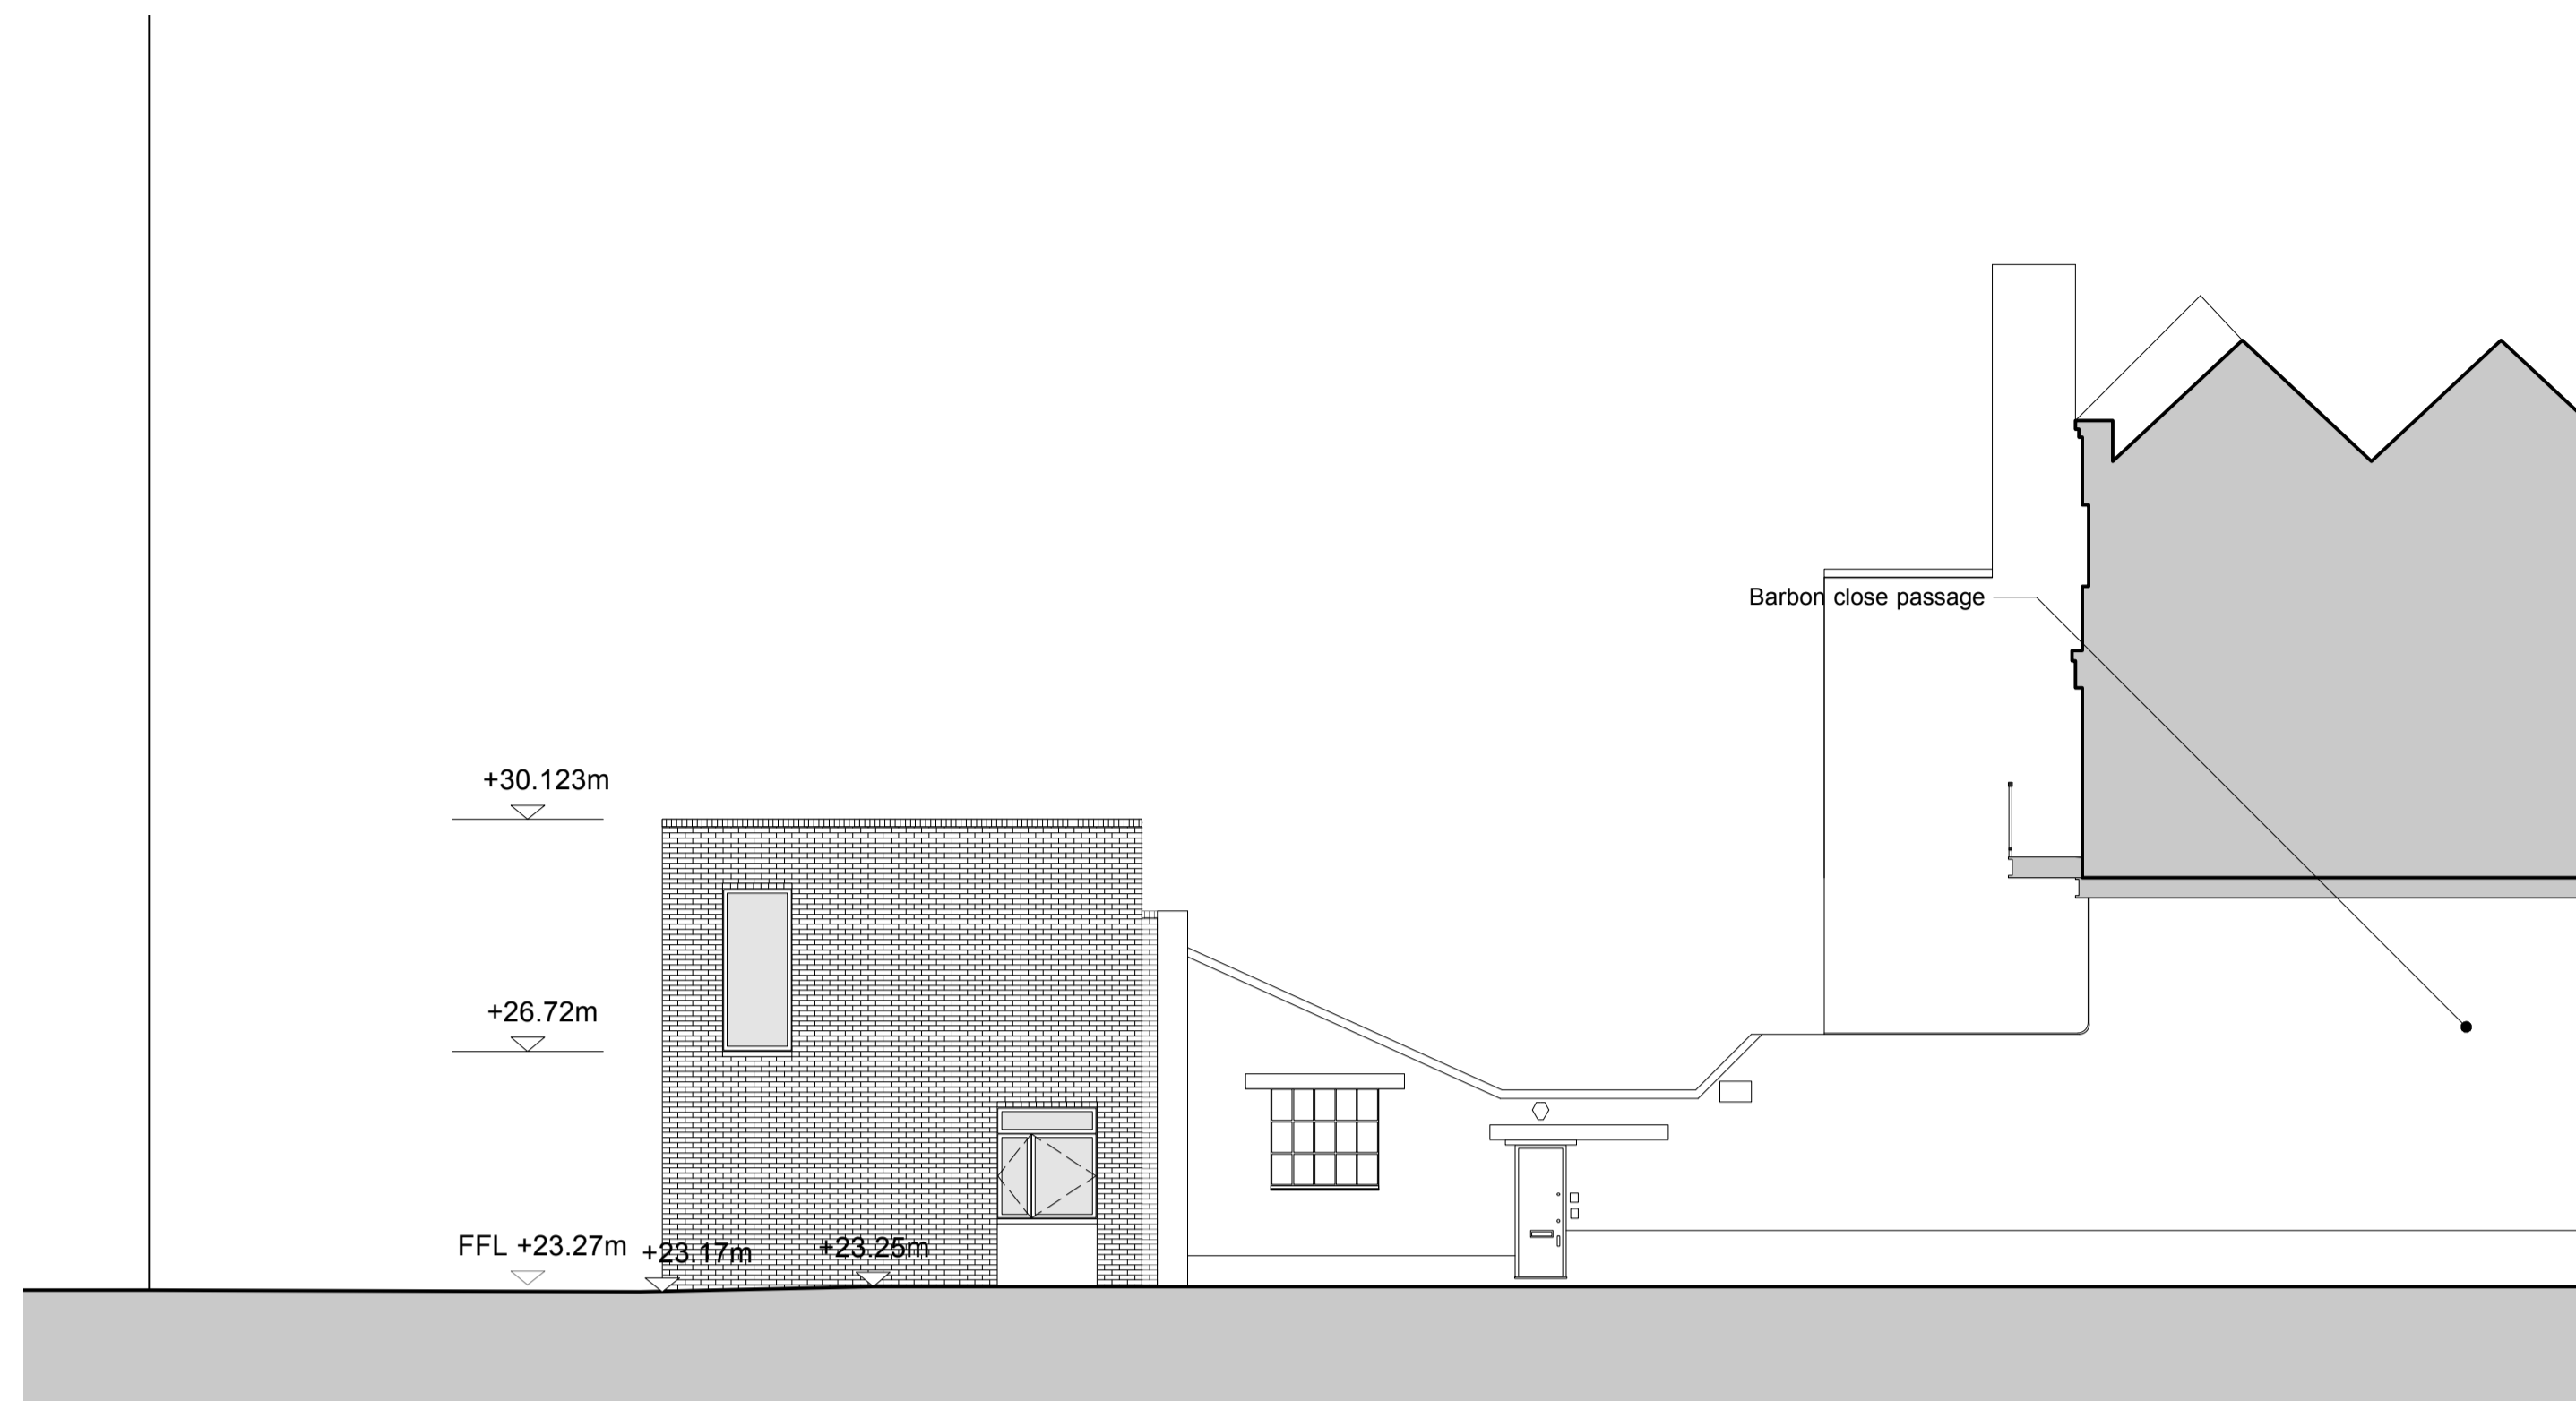 Barbon close passage
+30.123m
+26.72m
FFL +23.27m
+23.17m
+23.25m